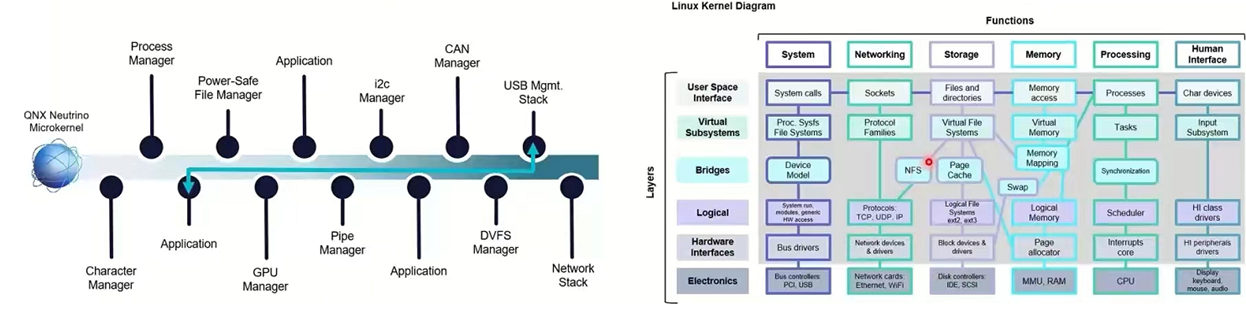 QNX Neutrino
Microkernel
Process
Manager
Power-Safe
File Manager
Application
i2c
Manager
CAN
Manager
USB Mgmt.
Stack
Character
Manager
Application
GPU
Manager
Pipe
Manager
Application
DVFS
Manager
Network
Stack
Linux Kernel Diagram
Functions
Layers
System
Networking
Storage
Memory
Processing
Human
Interface
User Space
Interface
System calls
Sockets
Files and
directories
Memory
access
Processes
Char devices
Virtual
Subsystems
Proc. Sysfs
File Systems
Protocol
Families
Virtual File
Systems
Virtual
Memory
Tasks
Input
Subsystem
Bridges
Device
Model
NFS
Page
Cache
Memory
Mapping
Swap
Synchronization
Logical
System run,
modules, generic
HW access
Protocols:
TCP, UDP, IP
Logical File
Systems
ext2, ext3
Logical
Memory
Scheduler
HI class
drivers
Hardware
Interfaces
Bus drivers
Network devices
& drivers
Block devices &
drivers
Page
allocator
Interrupts
core
HI peripherals
drivers
Electronics
Bus controllers:
PCI, USB
Network cards:
Ethernet, WiFi
Disk controllers:
IDE, SCSI
MMU, RAM
CPU
Display
keyboard,
mouse, audio